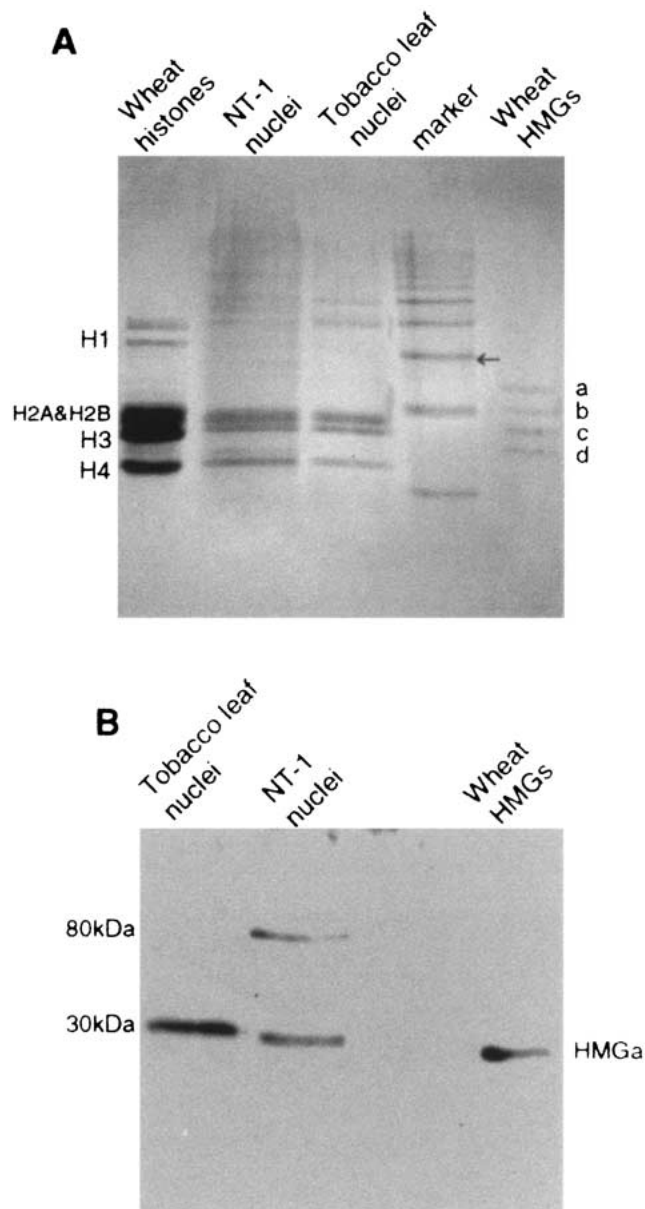 A
Wheat
histones
NT-1
nuclei
Tobacco leaf
nuclei
marker
Wheat
HMGs
H1
H2A&H2B
H3
H4
a
b
c
d
B
Tobacco leaf
nuclei
NT-1
nuclei
Wheat
HMGs
80kDa
30kDa
HMGa